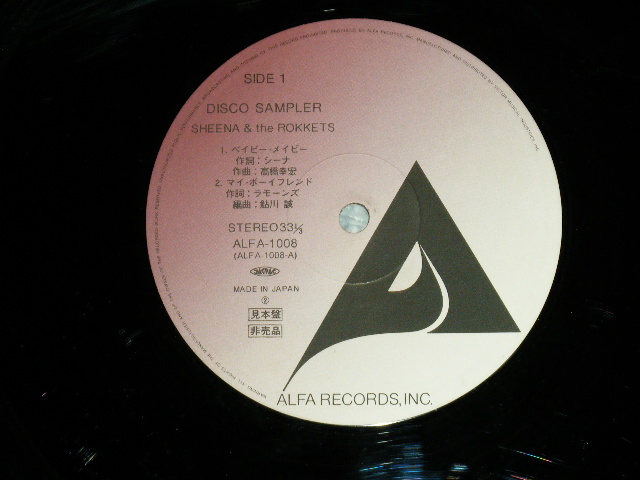 SIDE 1
DISCO SAMPLER
SHEENA & the ROKKETS
1. ベイビー・メイビー
作詞：シーナ
作曲：高橋幸宏
2. マイ・ボーイフレンド
作詞：ラモーンズ
編曲：鮎川 誠
STEREO 33⅓
ALFA-1008
(ALFA-1008-A)
MADE IN JAPAN
②
見本盤
非売品
ALFA RECORDS, INC.